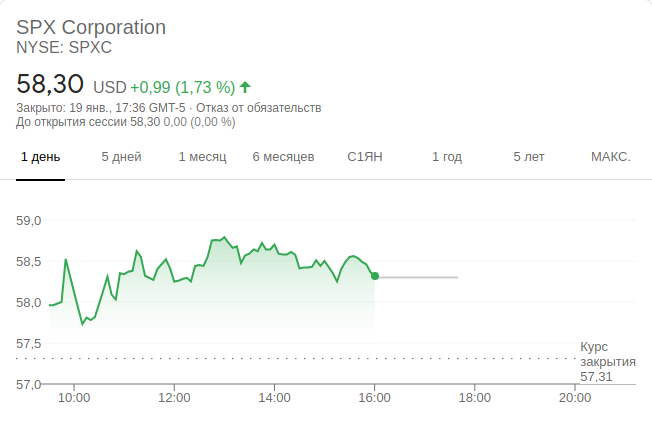 SPX Corporation
NYSE: SPXC
58,30 USD +0,99 (1,73 %)
Закрыто: 19 янв., 17:36 GMT-5 · Отказ от обязательств
До открытия сессии 58,30 0,00 (0,00 %)
1 день 5 дней 1 месяц 6 месяцев С1ЯН 1 год 5 лет МАКС.
59,0
58,5
58,0
57,5
57,0
Курс
закрытия
57,31
10:00 12:00 14:00 16:00 18:00 20:00